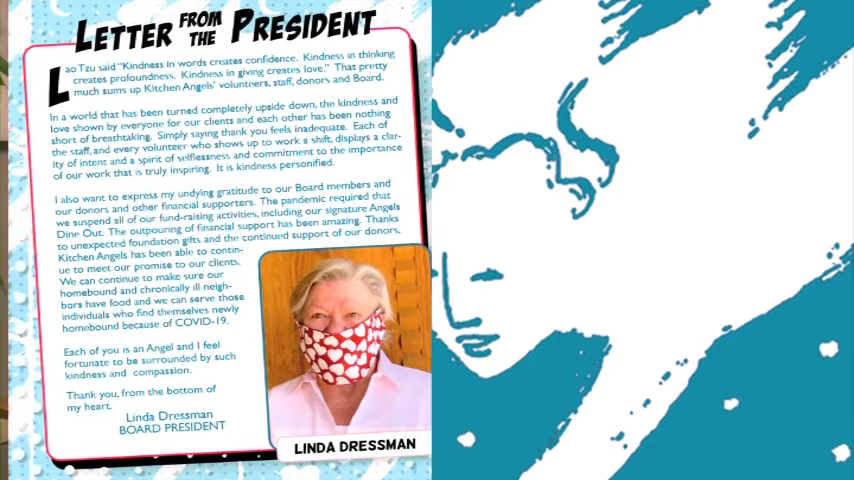 LETTER FROM THE PRESIDENT
Lao Tzu said "Kindness in words creates confidence. Kindness in thinking
creates profoundness. Kindness in giving creates love." That pretty
much sums up Kitchen Angels' volunteers, staff, donors and Board.
In a world that has been turned completely upside down, the kindness and
love shown by everyone for our clients and each other has been nothing
short of breathtaking. Simply saying thank you feels inadequate. Each of
the staff, and every volunteer who shows up to work a shift, displays a clar-
ity of intent and a spirit of selflessness and commitment to the importance
of our work that is truly inspiring. It is kindness personified.
I also want to express my undying gratitude to our Board members and
our donors and other financial supporters. The pandemic required that
we suspend all of our fund-raising activities, including our signature Angels
Dine Out. The outpouring of financial support has been amazing. Thanks
to unexpected foundation gifts and the continued support of our donors,
Kitchen Angels has been able to contin-
ue to meet our promise to our clients.
We can continue to make sure our
homebound and chronically ill neigh-
bors have food and we can serve those
individuals who find themselves newly
homebound because of COVID-19.
Each of you is an Angel and I feel
fortunate to be surrounded by such
kindness and compassion.
Thank you, from the bottom of
my heart.
Linda Dressman
BOARD PRESIDENT
LINDA DRESSMAN